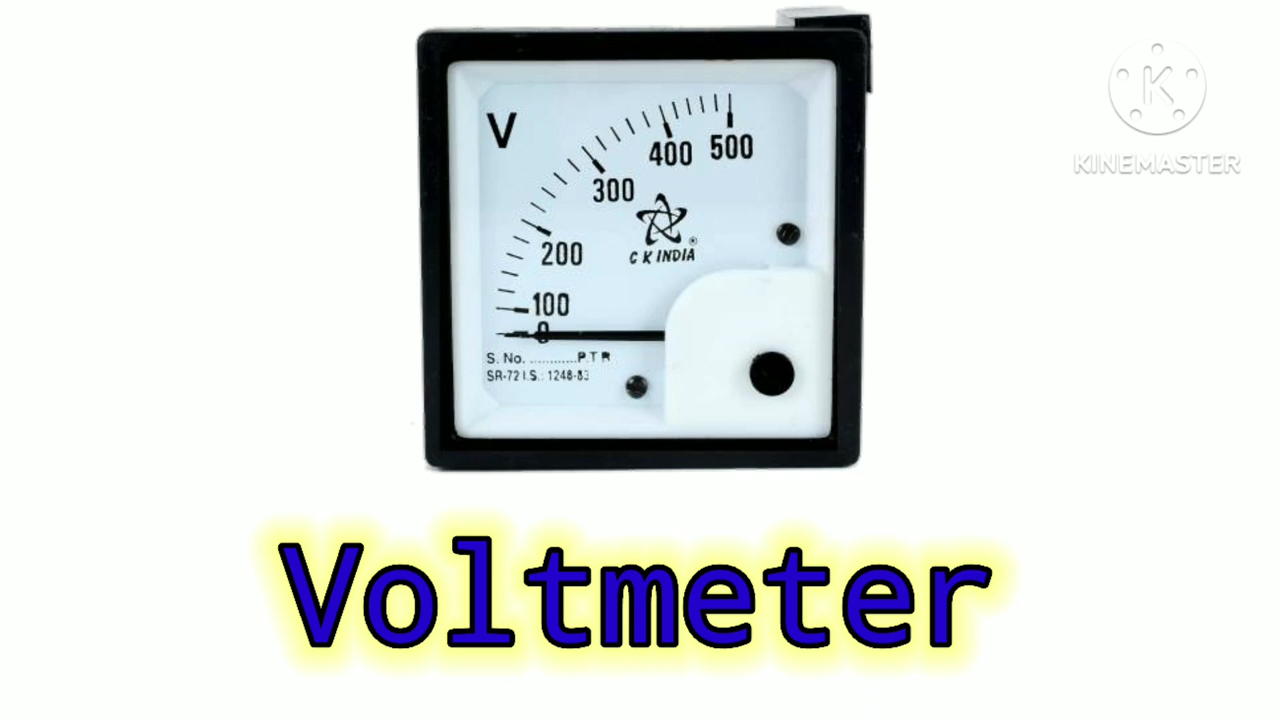 V
400 500
300
200
C K INDIA ®
100
0
S. No. ............P.T R
SR-72 I.S.: 1248-83
K
KINEMASTER
Voltmeter